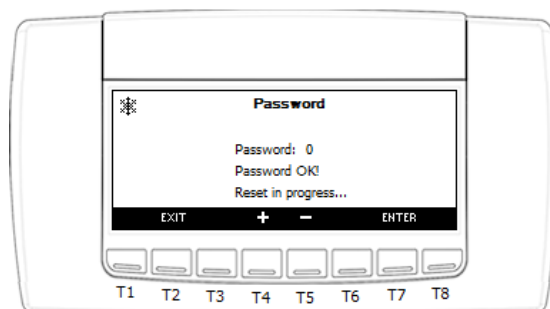 Password
Password: 0
Password OK!
Reset in progress...
EXIT + − ENTER
T1 T2 T3 T4 T5 T6 T7 T8